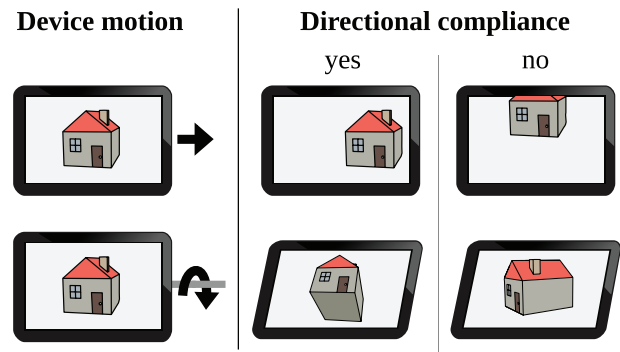 Device motion
Directional compliance
yes
no